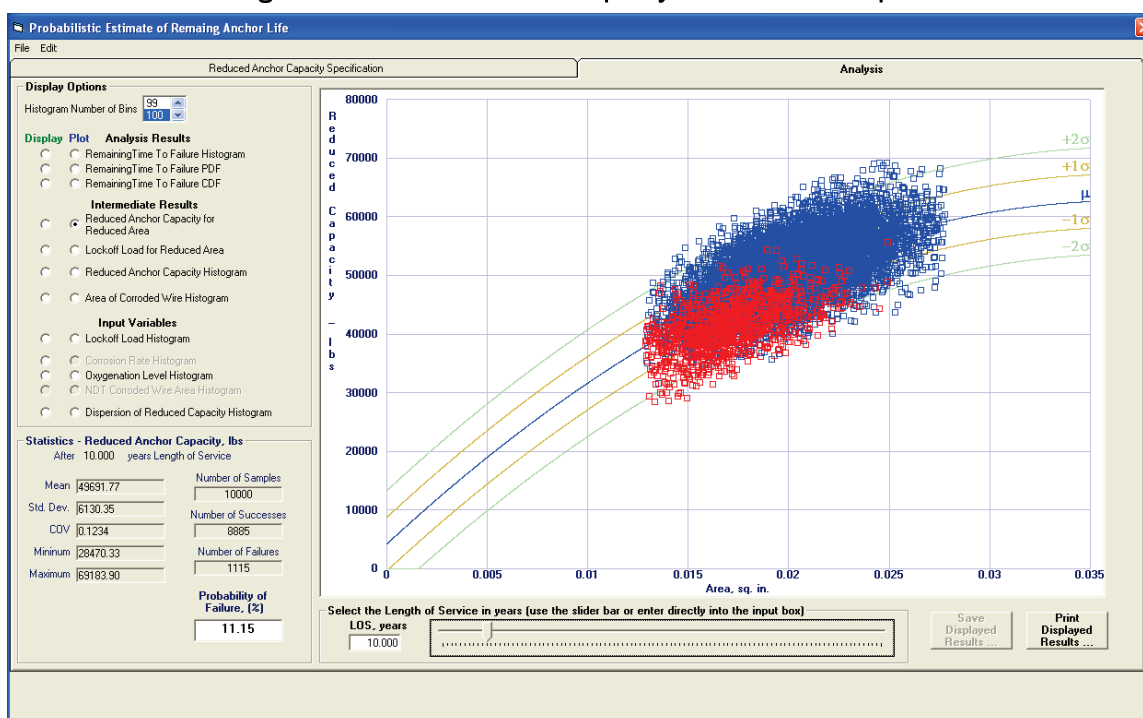 Probabilistic Estimate of Remaing Anchor Life
File Edit
Reduced Anchor Capacity Specification
Analysis
Display Options
Histogram Number of Bins 99
100
Display Plot Analysis Results
RemainingTime To Failure Histogram
RemainingTime To Failure PDF
RemainingTime To Failure CDF
Intermediate Results
Reduced Anchor Capacity for
Reduced Area
Lockoff Load for Reduced Area
Reduced Anchor Capacity Histogram
Area of Corroded Wire Histogram
Input Variables
Lockoff Load Histogram
Corrosion Rate Histogram
Oxygenation Level Histogram
NDT Corroded Wire Area Histogram
Dispersion of Reduced Capacity Histogram
Statistics - Reduced Anchor Capacity, lbs
After 10.000 years Length of Service
Mean 49691.77
Std. Dev. 6130.35
COV 0.1234
Mininum 28470.33
Maximum 69183.90
Number of Samples
10000
Number of Successes
8885
Number of Failures
1115
Probability of
Failure, (%)
11.15
Reduced Capacity - lbs
80000
70000
60000
50000
40000
30000
20000
10000
0
+2σ
+1σ
μ
-1σ
-2σ
0 0.005 0.01 0.015 0.02 0.025 0.03 0.035
Area, sq. in.
Select the Length of Service in years (use the slider bar or enter directly into the input box)
LOS, years
10.000
Save
Displayed
Results ...
Print
Displayed
Results ...